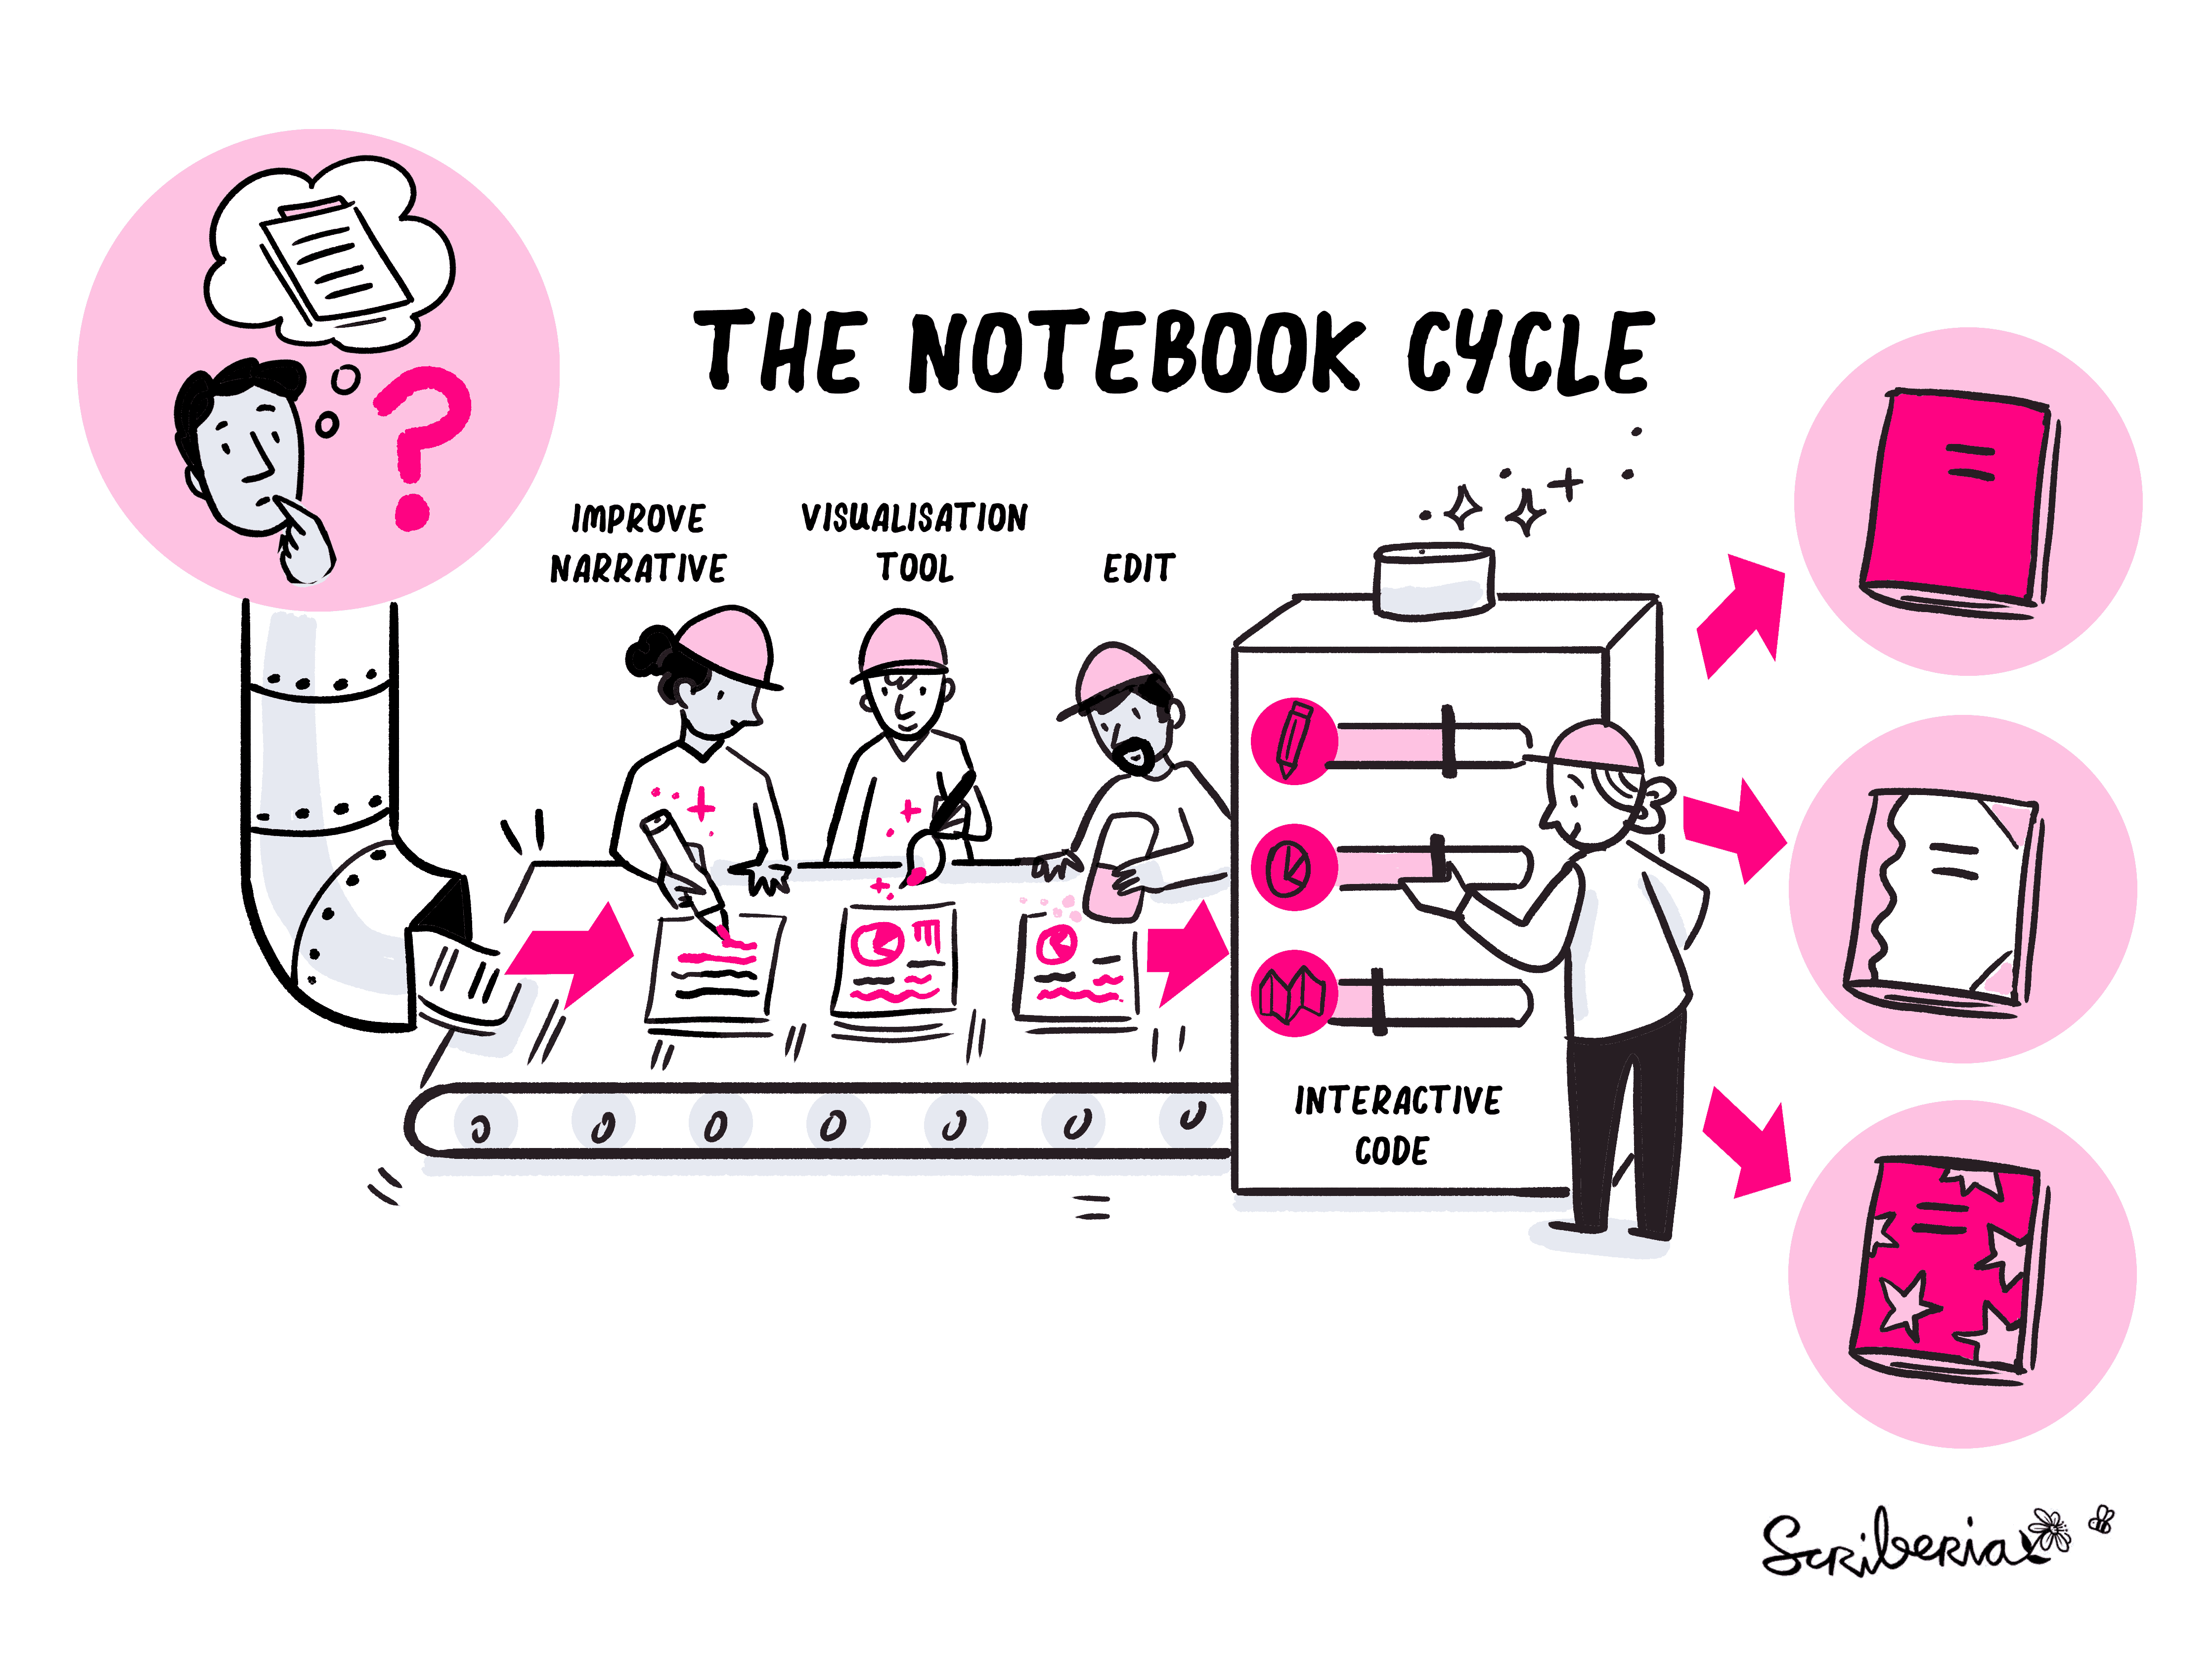 THE NOTEBOOK CYCLE
IMPROVE
NARRATIVE
VISUALISATION
TOOL
EDIT
INTERACTIVE
CODE
Scriberia